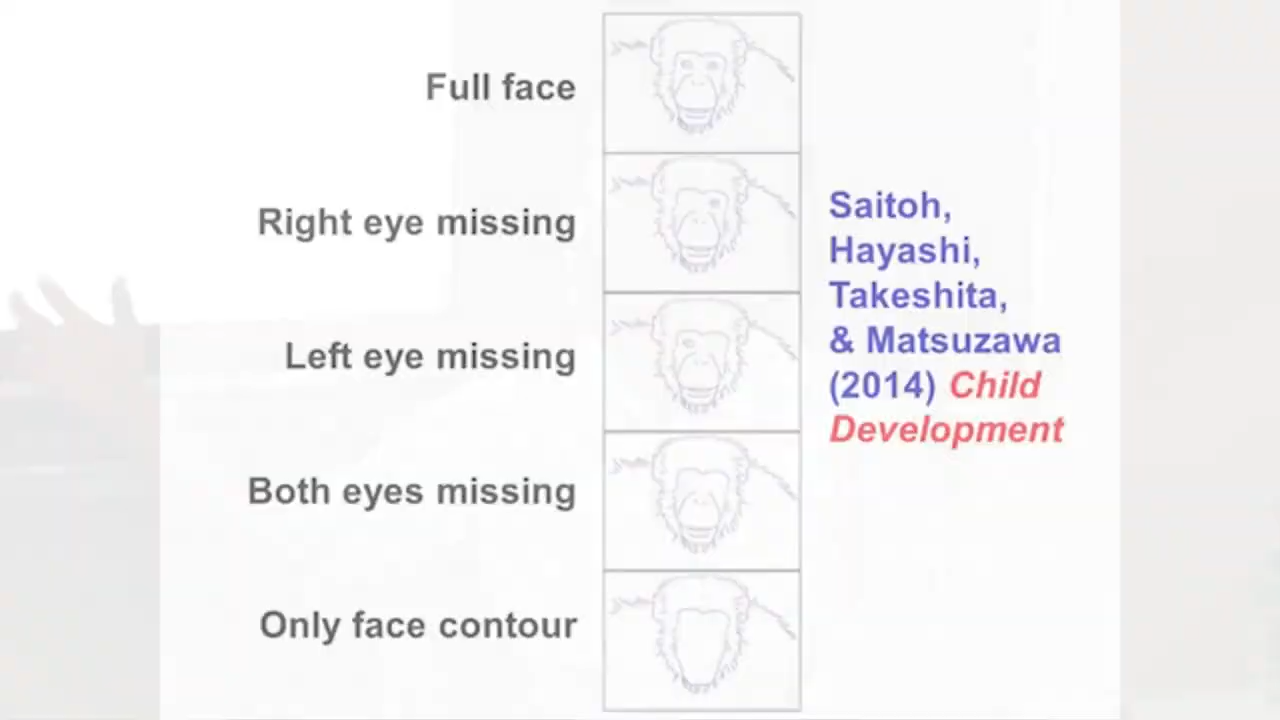 Full face
Right eye missing
Left eye missing
Both eyes missing
Only face contour
Saitoh,
Hayashi,
Takeshita,
& Matsuzawa
(2014) Child
Development